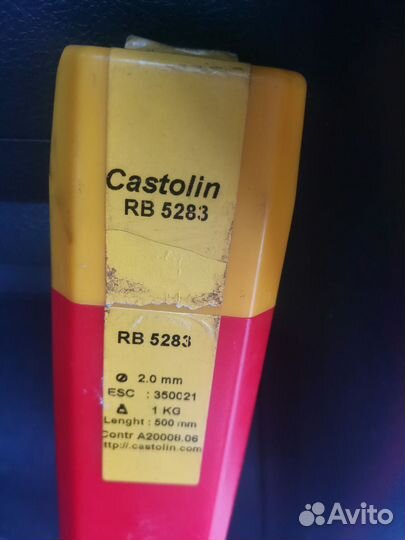 Castolin
RB 5283
RB 5283
⌀ 2.0 mm
ESC : 350021
1 KG
Lenght : 500 mm
Contr A20008.06
ttp://castolin.com
Avito